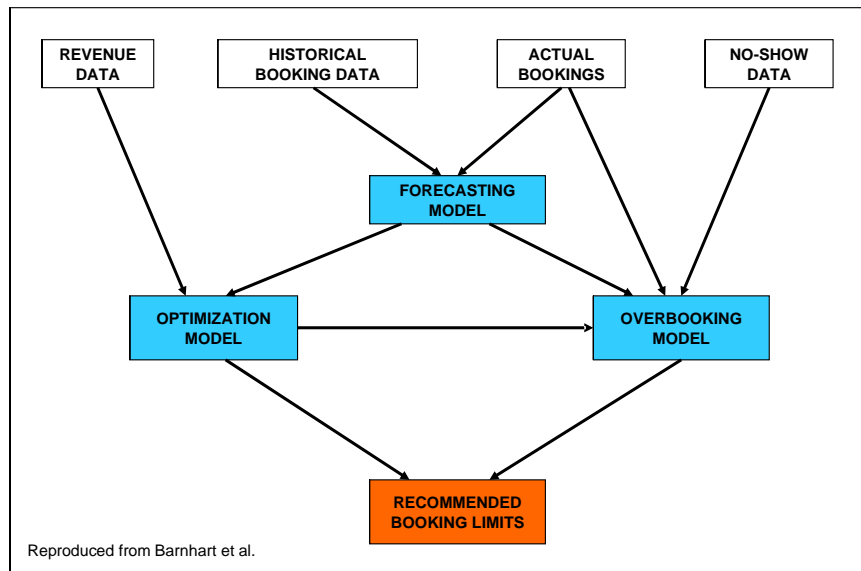 REVENUE
DATA
HISTORICAL
BOOKING DATA
ACTUAL
BOOKINGS
NO-SHOW
DATA
FORECASTING
MODEL
OPTIMIZATION
MODEL
OVERBOOKING
MODEL
RECOMMENDED
BOOKING LIMITS
Reproduced from Barnhart et al.